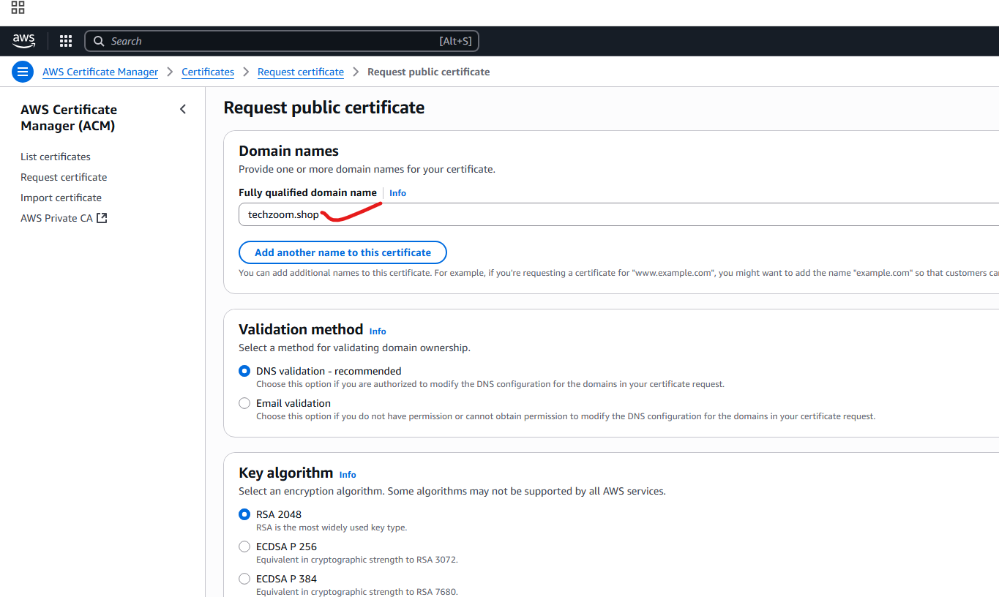 aws
Search [Alt+S]
AWS Certificate Manager > Certificates > Request certificate > Request public certificate
AWS Certificate
Manager (ACM)
List certificates
Request certificate
Import certificate
AWS Private CA
Request public certificate
Domain names
Provide one or more domain names for your certificate.
Fully qualified domain name Info
techzoom.shop
Add another name to this certificate
You can add additional names to this certificate. For example, if you're requesting a certificate for "www.example.com", you might want to add the name "example.com" so that customers ca
Validation method Info
Select a method for validating domain ownership.
DNS validation - recommended
Choose this option if you are authorized to modify the DNS configuration for the domains in your certificate request.
Email validation
Choose this option if you do not have permission or cannot obtain permission to modify the DNS configuration for the domains in your certificate request.
Key algorithm Info
Select an encryption algorithm. Some algorithms may not be supported by all AWS services.
RSA 2048
RSA is the most widely used key type.
ECDSA P 256
Equivalent in cryptographic strength to RSA 3072.
ECDSA P 384
Equivalent in cryptographic strength to RSA 7680.